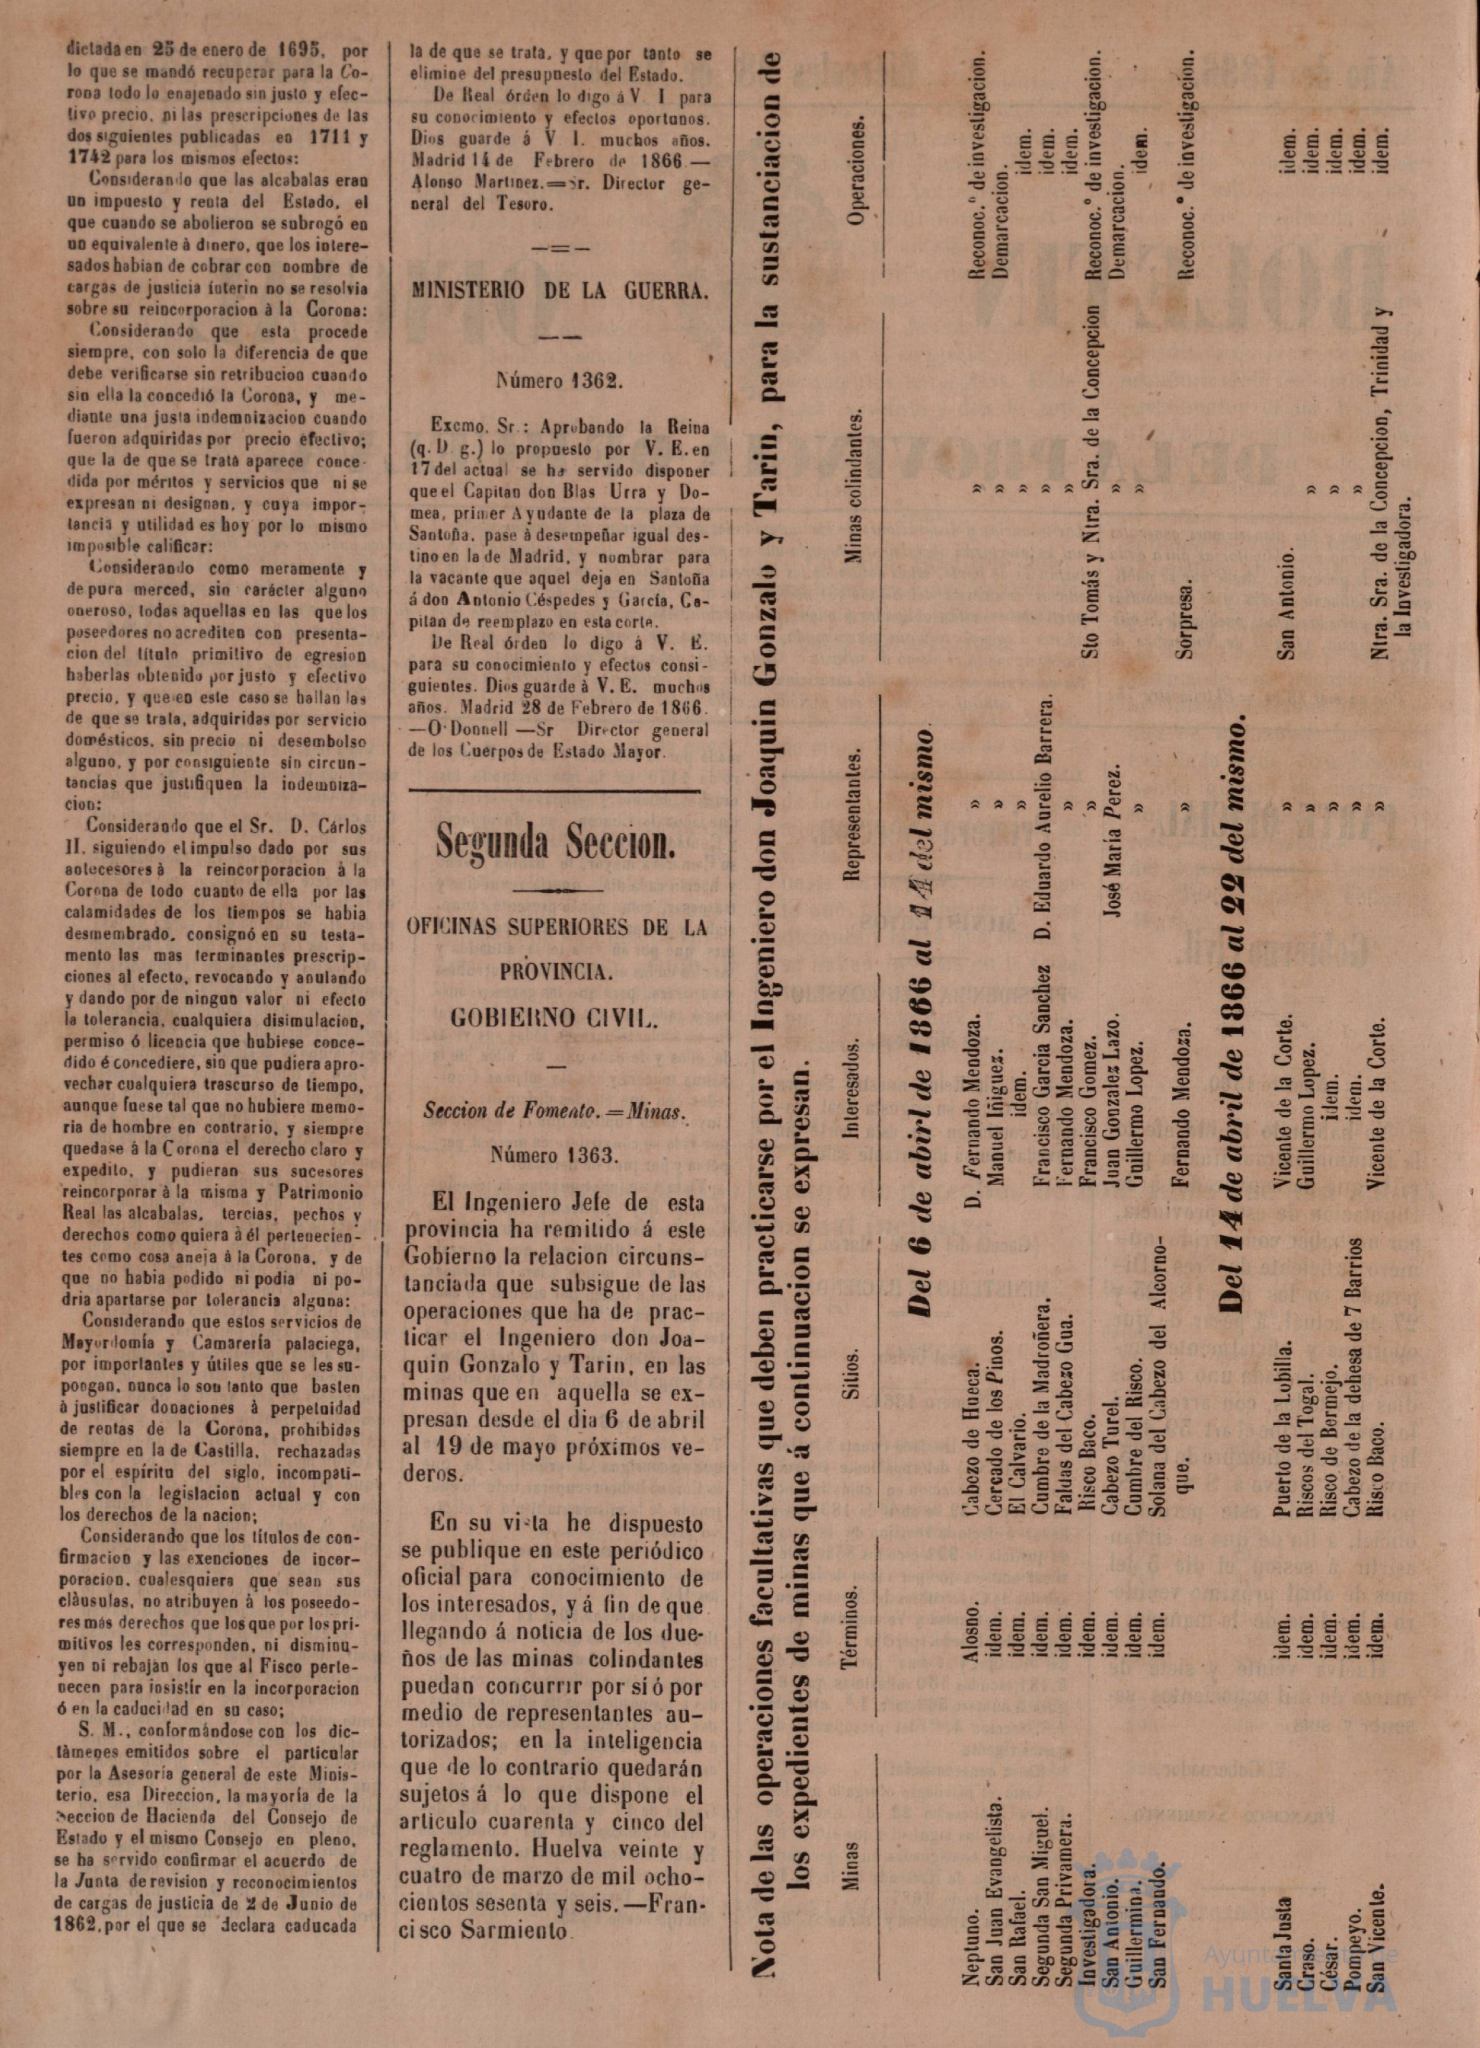 dictada en 25 de enero de 1695, por
lo que se mandó recuperar para la Co-
rona todo lo enajenado sin justo y efec-
tivo precio, ni las prescripciones de las
dos siguientes publicadas en 1711 y
1742 para los mismos efectos:
Considerando que las alcabalas eran
un impuesto y renta del Estado, el
que cuando se abolieron se subrogó en
un equivalente à dinero, que los intere-
sados habian de cobrar con nombre de
cargas de justicia ínterin no se resolvia
sobre su reincorporacion à la Corona:
Considerando que esta procede
siempre, con solo la diferencia de que
debe verificarse sin retribucion cuando
sin ella la concedió la Corona, y me-
diante una justa indemnizacion cuando
fueron adquiridas por precio efectivo;
que la de que se trata aparece conce-
dida por méritos y servicios que ni se
expresan ni designan, y cuya impor-
tancia y utilidad es hoy por lo mismo
imposible calificar:
Considerando como meramente y
de pura merced, sin carácter alguno
oneroso, todas aquellas en las que los
poseedores no acrediten con presenta-
cion del título primitivo de egresion
haberlas obtenido por justo y efectivo
precio, y que en este caso se hallan las
de que se trata, adquiridas por servicio
domésticos, sin precio ni desembolso
alguno, y por consiguiente sin circun-
tancias que justifiquen la indemniza-
cion:
Considerando que el Sr. D. Cárlos
II, siguiendo el impulso dado por sus
antecesores à la reincorporacion à la
Corona de todo cuanto de ella por las
calamidades de los tiempos se habia
desmembrado, consignó en su testa-
mento las mas terminantes prescrip-
ciones al efecto, revocando y anulando
y dando por de ningun valor ni efecto
la tolerancia, cualquiera disimulacion,
permiso ó licencia que hubiese conce-
dido é concediere, sin que pudiera apro-
vechar cualquiera trascurso de tiempo,
aunque fuese tal que no hubiere memo-
ria de hombre en contrario, y siempre
quedase à la Corona el derecho claro y
expedito, y pudieran sus sucesores
reincorporar à la misma y Patrimonio
Real las alcabalas, tercias, pechos y
derechos como quiera à él pertenecien-
tes como cosa aneja à la Corona, y de
que no habia podido ni podia ni po-
dria apartarse por tolerancia alguna:
Considerando que estos servicios de
Mayordomía y Camarería palaciega,
por importantes y útiles que se les su-
pongan, nunca lo son tanto que basten
à justificar donaciones à perpetuidad
de rentas de la Corona, prohibidas
siempre en la de Castilla, rechazadas
por el espíritu del siglo, incompati-
bles con la legislacion actual y con
los derechos de la nacion;
Considerando que los títulos de con-
firmacion y las exenciones de incor-
poracion, cualesquiera que sean sus
cláusulas, no atribuyen à los poseedo-
res más derechos que los que por los pri-
mitivos les corresponden, ni disminu-
yen ni rebajan los que al Fisco perte-
necen para insistir en la incorporacion
ó en la caducidad en su caso;
S. M., conformándose con los dic-
tàmenes emitidos sobre el particular
por la Asesoría general de este Minis-
terio, esa Direccion, la mayoría de la
Seccion de Hacienda del Consejo de
Estado y el mismo Consejo en pleno,
se ha servido confirmar el acuerdo de
la Junta de revision y reconocimientos
de cargas de justicia de 2 de Junio de
1862, por el que se declara caducada
la de que se trata, y que por tanto se
elimine del presupuesto del Estado.
De Real órden lo digo á V. I para
su conocimiento y efectos oportunos.
Dios guarde á V. I. muchos años.
Madrid 14 de Febrero de 1866.—
Alonso Martinez.=Sr. Director ge-
neral del Tesoro.
MINISTERIO DE LA GUERRA.
Número 1362.
Excmo. Sr.: Aprobando la Reina
(q. D. g.) lo propuesto por V. E. en
17 del actual se ha servido disponer
que el Capitan don Blas Urra y Do-
mea, primer Ayudante de la plaza de
Santoña, pase à desempeñar igual des-
tino en la de Madrid, y nombrar para
la vacante que aquel deja en Santoña
á don Antonio Céspedes y García, Ca-
pitan de reemplazo en esta corte.
De Real órden lo digo á V. E.
para su conocimiento y efectos consi-
guientes. Dios guarde à V. E. muchos
años. Madrid 28 de Febrero de 1866.
—O'Donnell —Sr Director general
de los Cuerpos de Estado Mayor.
Segunda Seccion.
OFICINAS SUPERIORES DE LA
PROVINCIA.
GOBIERNO CIVIL.
Seccion de Fomento.=Minas.
Número 1363.
El Ingeniero Jefe de esta
provincia ha remitido á este
Gobierno la relacion circuns-
tanciada que subsigue de las
operaciones que ha de prac-
ticar el Ingeniero don Joa-
quin Gonzalo y Tarin, en las
minas que en aquella se ex-
presan desde el dia 6 de abril
al 19 de mayo próximos ve-
deros.
En su vista he dispuesto
se publique en este periódico
oficial para conocimiento de
los interesados, y á fin de que
llegando á noticia de los due-
ños de las minas colindantes
puedan concurrir por sí ó por
medio de representantes au-
torizados; en la inteligencia
que de lo contrario quedarán
sujetos á lo que dispone el
articulo cuarenta y cinco del
reglamento. Huelva veinte y
cuatro de marzo de mil ocho-
cientos sesenta y seis.—Fran-
cisco Sarmiento.
Nota de las operaciones facultativas que deben practicarse por el Ingeniero don Joaquin Gonzalo y Tarin, para la sustanciacion de
los expedientes de minas que á continuacion se expresan.
Minas Términos. Sitios. Interesados. Representantes. Minas colindantes. Operaciones.
Del 6 de abirl de 1866 al 14 del mismo.
Neptuno. Alosno. Cabezo de Hueca. D. Fernando Mendoza. » » Reconoc.º de investigacion.
San Juan Evangelista. idem. Cercado de los Pinos. Manuel Iñiguez. » » Demarcacion.
San Rafael. idem. El Calvario. idem. » » idem.
Segunda San Miguel. idem. Cumbre de la Madroñera. Francisco Garcia Sanchez D. Eduardo Aurelio Barrera. » idem.
Segunda Privamera. idem. Faldas del Cabezo Gua. Fernando Mendoza. » » idem.
Investigadora. idem. Risco Baco. Francisco Gomez. » Sto Tomás y Ntra. Sra. de la Concepcion Reconoc.º de investigacion.
San Antonio. idem. Cabezo Turel. Juan Gonzalez Lazo. José Maria Perez. » Demarcacion.
Guillermina. idem. Cumbre del Risco. Guillermo Lopez. » » idem.
San Fernando. idem. Solana del Cabezo del Alcorno-
que. Fernando Mendoza. » Sorpresa. Reconoc.º de investigacion.
Del 14 de abril de 1866 al 22 del mismo.
Santa Justa idem. Puerto de la Lobilla. Vicente de la Corte. » San Antonio. idem.
Craso. idem. Riscos del Togal. Guillermo Lopez. » » idem.
César. idem. Risco de Bermejo. idem. » » idem.
Pompeyo. idem. Cabezo de la dehesa de 7 Barrios idem. » » idem.
San Vicente. idem. Risco Baco. Vicente de la Corte. » Ntra. Sra. de la Concepcion, Trinidad y idem.
la Investigadora.
Ayuntamiento de
HUELVA